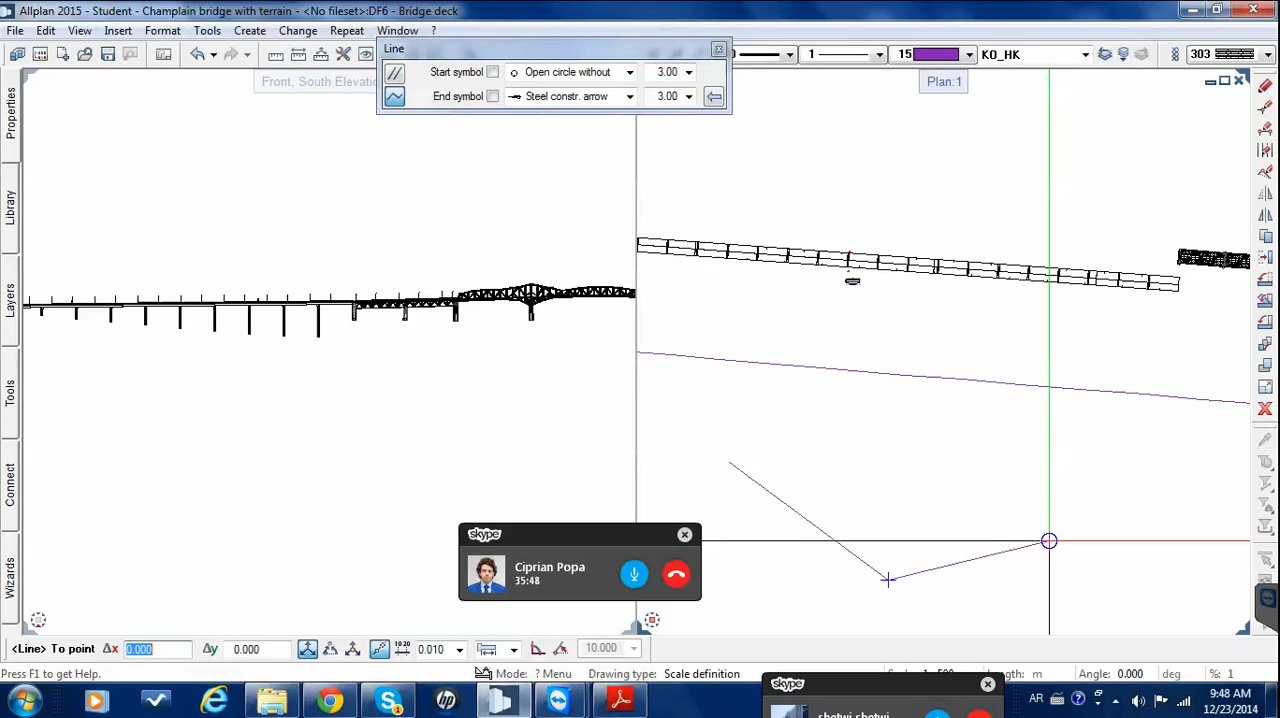 Allplan 2015 - Student - Champlain bridge with terrain - <No fileset>:DF6 - Bridge deck
File Edit View Insert Format Tools Create Change Repeat Window ?
Line
Start symbol Open circle without 3.00
End symbol Steel constr. arrow 3.00
1 15 KO_HK 303
Front, South Elevati
Plan:1
Properties
Library
Layers
Tools
Connect
Wizards
skype
Ciprian Popa
35:48
<Line> To point Δx 0.000 Δy 0.000 10 20 0.010 10.000
Press F1 to get Help. Mode: ? Menu Drawing type: Scale definition m Angle: 0.000 deg %: 1
skype
AR 9:48 AM
12/23/2014